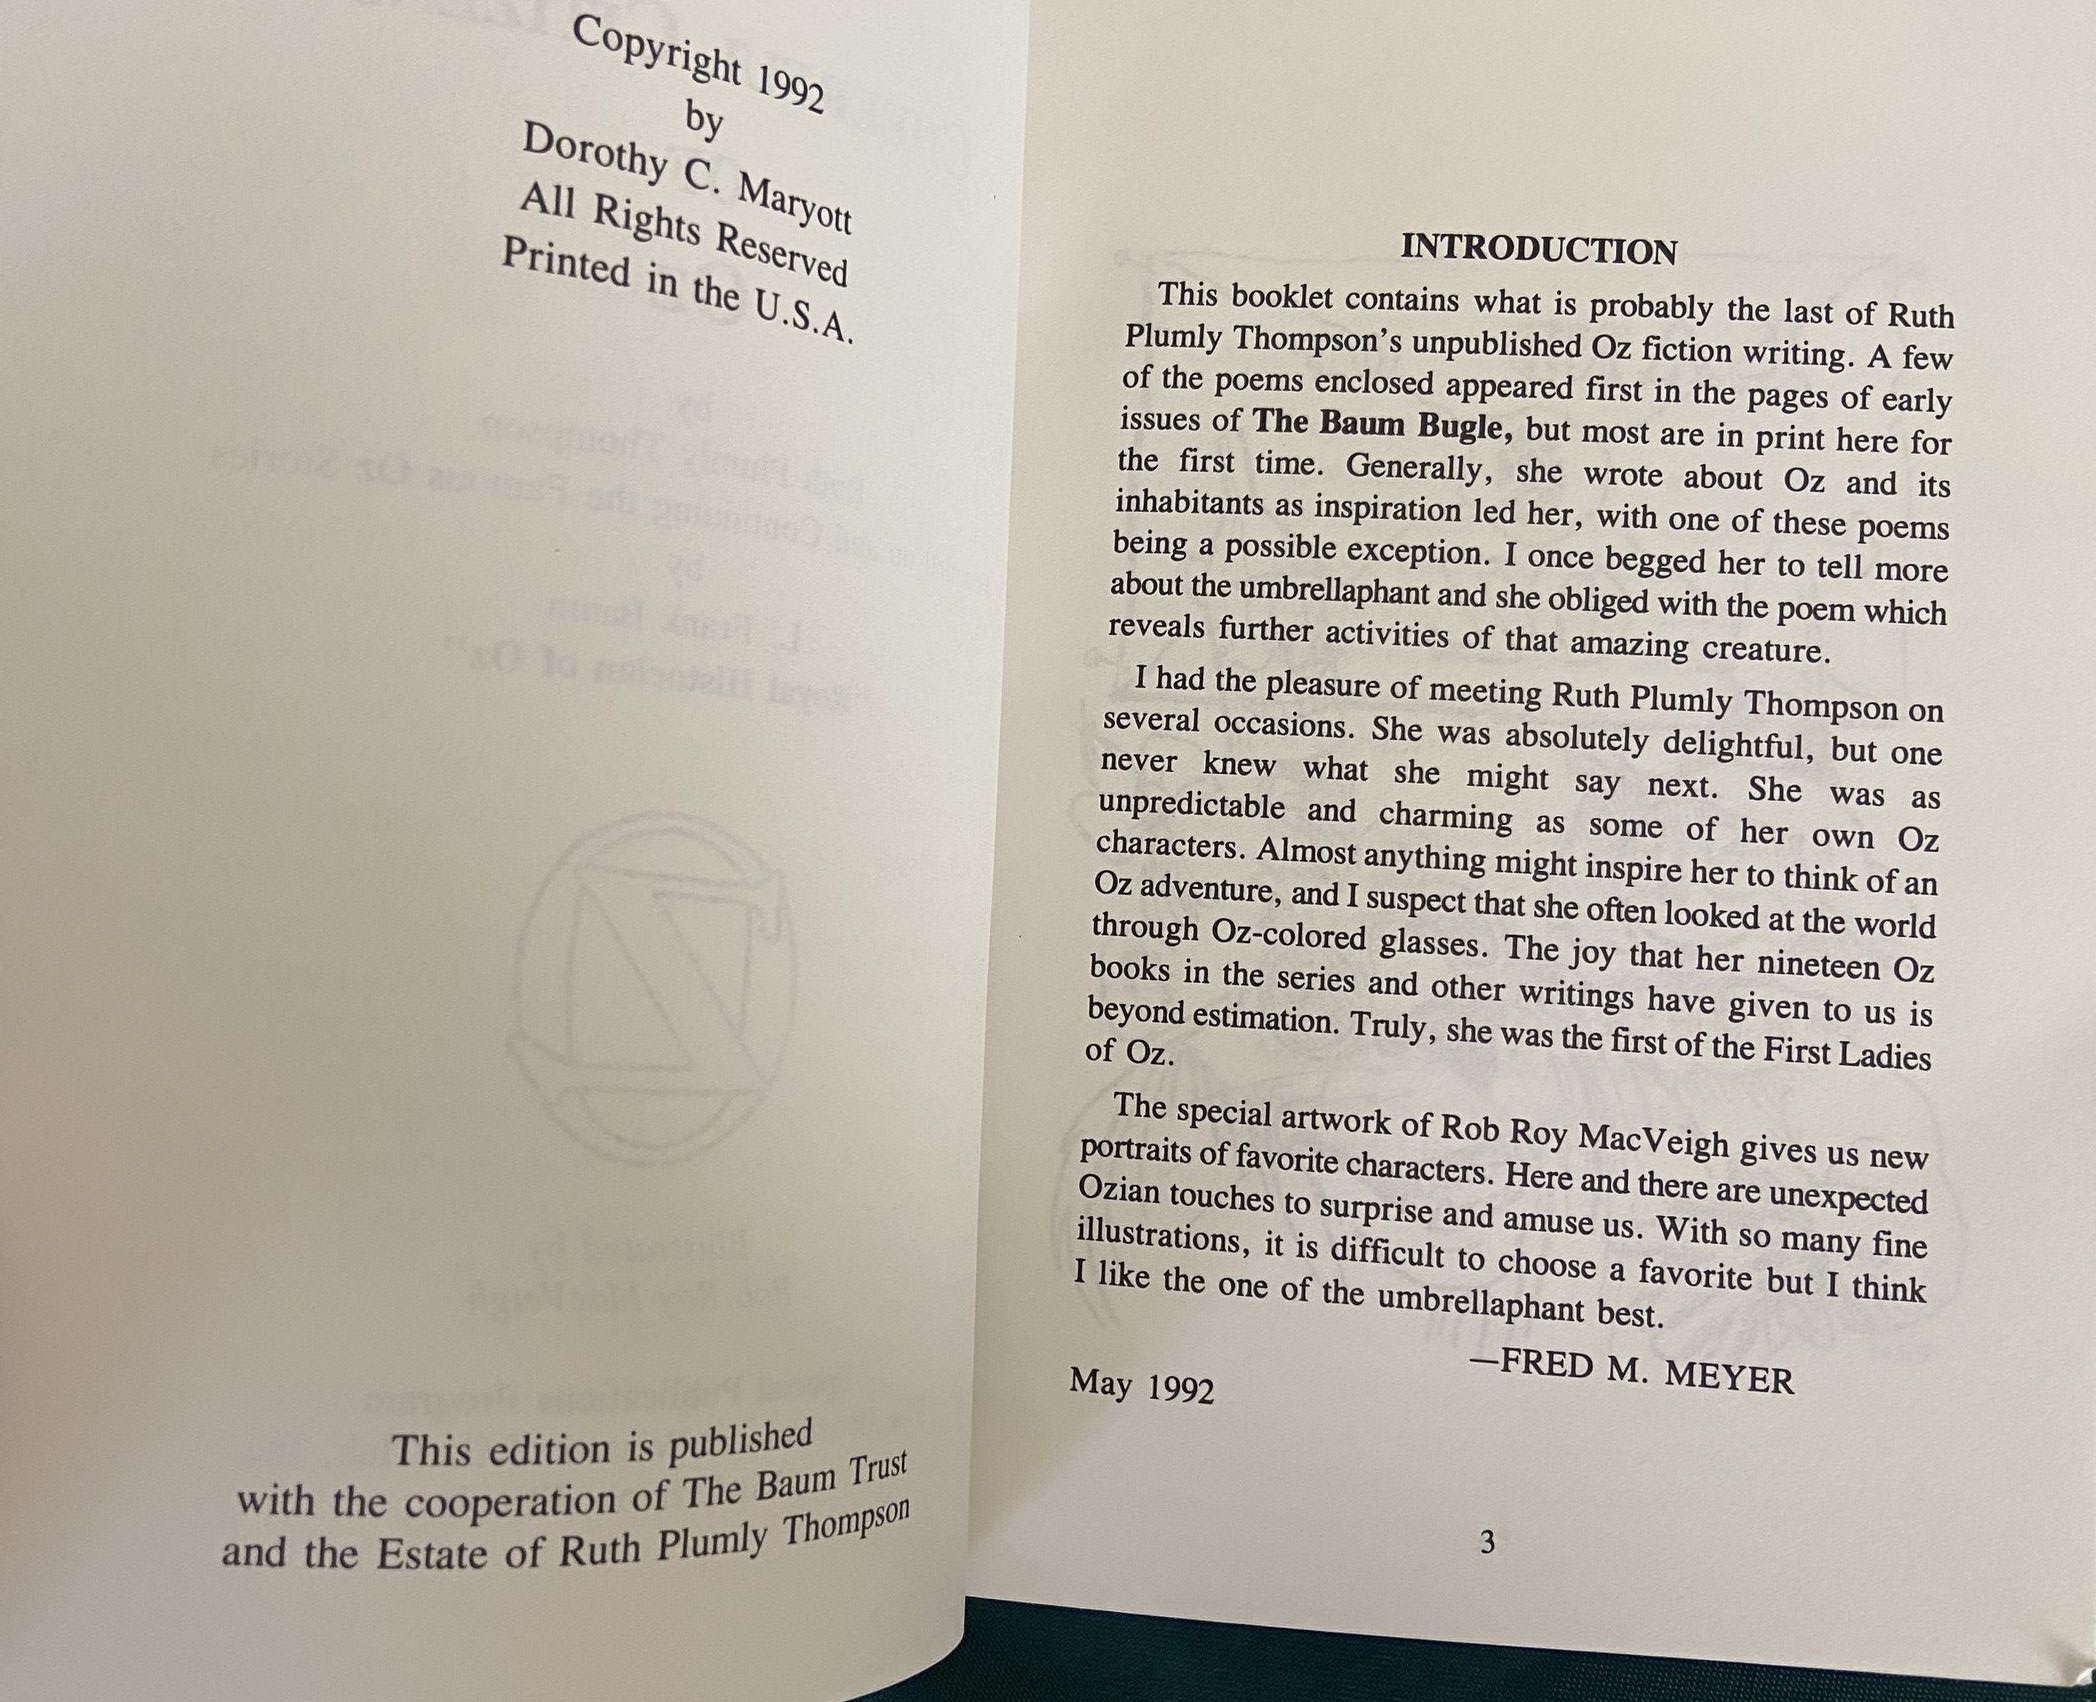 Copyright 1992
by
Dorothy C. Maryott
All Rights Reserved
Printed in the U.S.A.
This edition is published
with the cooperation of The Baum Trust
and the Estate of Ruth Plumly Thompson
INTRODUCTION
This booklet contains what is probably the last of Ruth
Plumly Thompson's unpublished Oz fiction writing. A few
of the poems enclosed appeared first in the pages of early
issues of The Baum Bugle, but most are in print here for
the first time. Generally, she wrote about Oz and its
inhabitants as inspiration led her, with one of these poems
being a possible exception. I once begged her to tell more
about the umbrellaphant and she obliged with the poem which
reveals further activities of that amazing creature.
I had the pleasure of meeting Ruth Plumly Thompson on
several occasions. She was absolutely delightful, but one
never knew what she might say next. She was as
unpredictable and charming as some of her own Oz
characters. Almost anything might inspire her to think of an
Oz adventure, and I suspect that she often looked at the world
through Oz-colored glasses. The joy that her nineteen Oz
books in the series and other writings have given to us is
beyond estimation. Truly, she was the first of the First Ladies
of Oz.
The special artwork of Rob Roy MacVeigh gives us new
portraits of favorite characters. Here and there are unexpected
Ozian touches to surprise and amuse us. With so many fine
illustrations, it is difficult to choose a favorite but I think
I like the one of the umbrellaphant best.
—FRED M. MEYER
May 1992
3